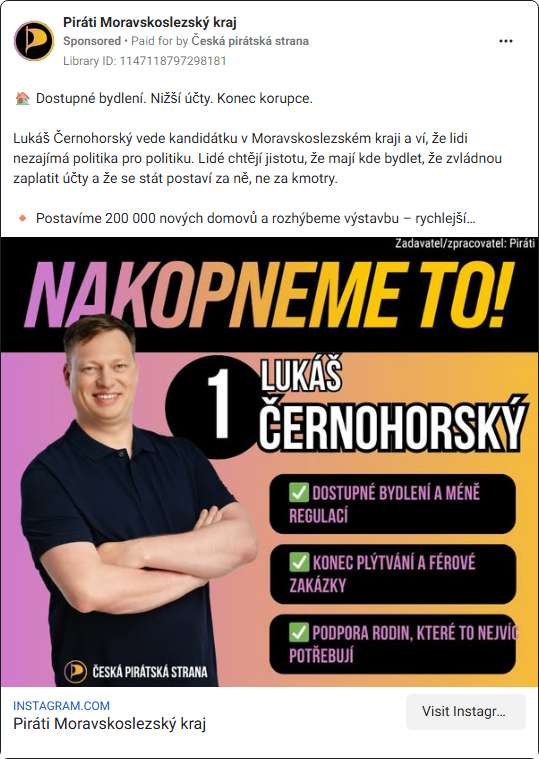 Piráti Moravskoslezský kraj
Sponsored • Paid for by Česká pirátská strana
Library ID: 1147118797298181
🏠 Dostupné bydlení. Nižší účty. Konec korupce.
Lukáš Černohorský vede kandidátku v Moravskoslezském kraji a ví, že lidi
nezajímá politika pro politiku. Lidé chtějí jistotu, že mají kde bydlet, že zvládnou
zaplatit účty a že se stát postaví za ně, ne za kmotry.
🔸 Postavíme 200 000 nových domovů a rozhýbeme výstavbu – rychlejší...
Zadavatel/zpracovatel: Piráti
NAKOPNEME TO!
1
LUKÁŠ
ČERNOHORSKÝ
✅ DOSTUPNÉ BYDLENÍ A MÉNĚ
REGULACÍ
✅ KONEC PLÝTVÁNÍ A FÉROVÉ
ZAKÁZKY
✅ PODPORA RODIN, KTERÉ TO NEJVÍC
POTŘEBUJÍ
ČESKÁ PIRÁTSKÁ STRANA
INSTAGRAM.COM
Piráti Moravskoslezský kraj
Visit Instagr...